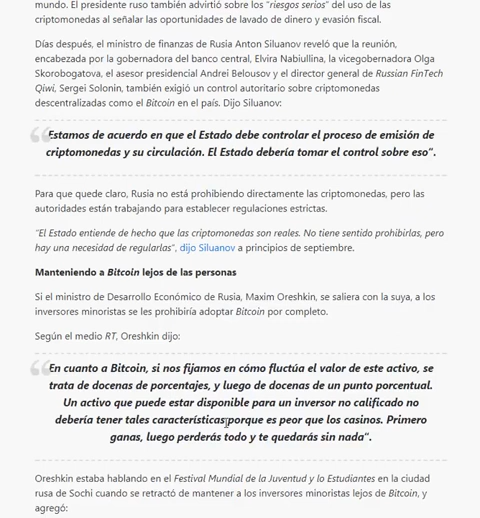 mundo. El presidente ruso también advirtió sobre los "riesgos serios" del uso de las
criptomonedas al señalar las oportunidades de lavado de dinero y evasión fiscal.
Días después, el ministro de finanzas de Rusia Anton Siluanov reveló que la reunión,
encabezada por la gobernadora del banco central, Elvira Nabiullina, la vicegobernadora Olga
Skorobogatova, el asesor presidencial Andrei Belousov y el director general de Russian FinTech
Qiwi, Sergei Solonin, también exigió un control autoritario sobre criptomonedas
descentralizadas como el Bitcoin en el país. Dijo Siluanov:
Estamos de acuerdo en que el Estado debe controlar el proceso de emisión de
criptomonedas y su circulación. El Estado debería tomar el control sobre eso".
Para que quede claro, Rusia no está prohibiendo directamente las criptomonedas, pero las
autoridades están trabajando para establecer regulaciones estrictas.
"El Estado entiende de hecho que las criptomonedas son reales. No tiene sentido prohibirlas, pero
hay una necesidad de regularlas", dijo Siluanov a principios de septiembre.
Manteniendo a Bitcoin lejos de las personas
Si el ministro de Desarrollo Económico de Rusia, Maxim Oreshkin, se saliera con la suya, a los
inversores minoristas se les prohibiría adoptar Bitcoin por completo.
Según el medio RT, Oreshkin dijo:
En cuanto a Bitcoin, si nos fijamos en cómo fluctúa el valor de este activo, se
trata de docenas de porcentajes, y luego de docenas de un punto porcentual.
Un activo que puede estar disponible para un inversor no calificado no
debería tener tales características porque es peor que los casinos. Primero
ganas, luego perderás todo y te quedarás sin nada".
Oreshkin estaba hablando en el Festival Mundial de la Juventud y lo Estudiantes en la ciudad
rusa de Sochi cuando se retractó de mantener a los inversores minoristas lejos de Bitcoin, y
agregó: